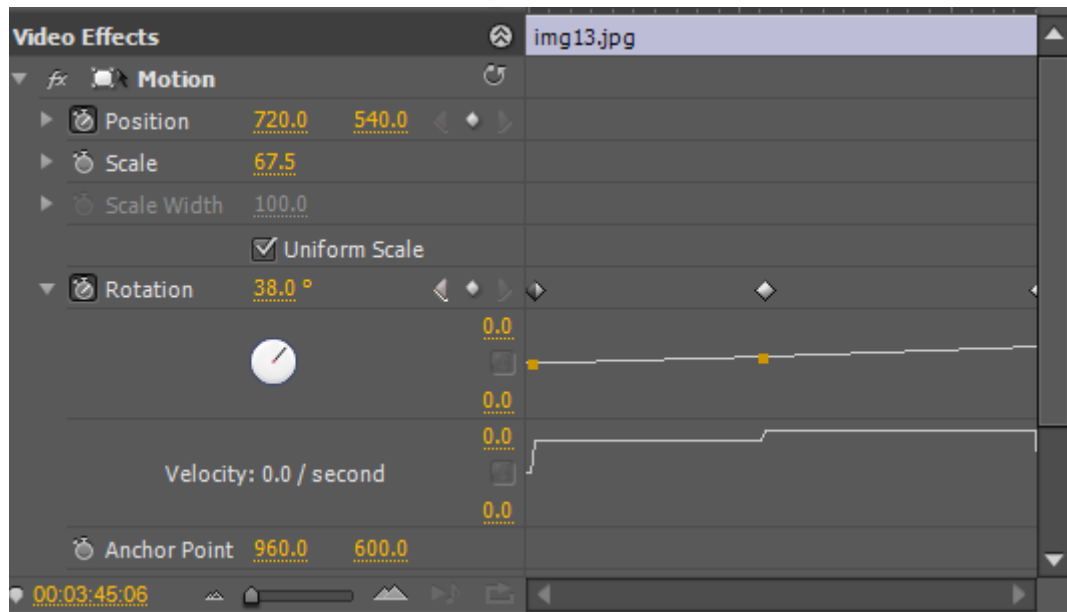 Video Effects
img13.jpg
fx Motion
Position 720.0 540.0
Scale 67.5
Scale Width 100.0
Uniform Scale
Rotation 38.0 °
0.0
0.0
0.0
Velocity: 0.0 / second
0.0
Anchor Point 960.0 600.0
00:03:45:06